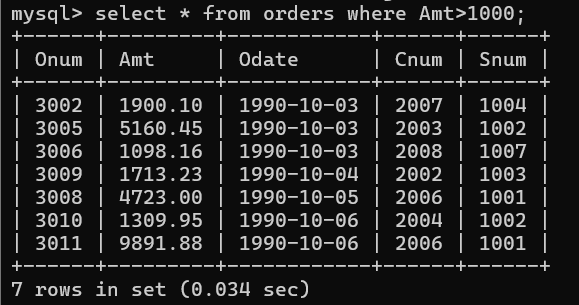 mysql> select * from orders where Amt>1000;
+------+---------+------------+------+------+
| Onum | Amt     | Odate      | Cnum | Snum |
+------+---------+------------+------+------+
| 3002 | 1900.10 | 1990-10-03 | 2007 | 1004 |
| 3005 | 5160.45 | 1990-10-03 | 2003 | 1002 |
| 3006 | 1098.16 | 1990-10-03 | 2008 | 1007 |
| 3009 | 1713.23 | 1990-10-04 | 2002 | 1003 |
| 3008 | 4723.00 | 1990-10-05 | 2006 | 1001 |
| 3010 | 1309.95 | 1990-10-06 | 2004 | 1002 |
| 3011 | 9891.88 | 1990-10-06 | 2006 | 1001 |
+------+---------+------------+------+------+
7 rows in set (0.034 sec)